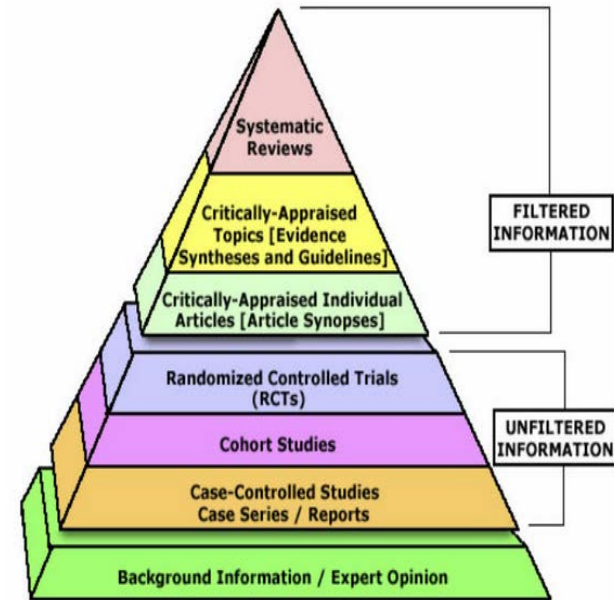 Systematic
Reviews
Critically-Appraised
Topics [Evidence
Syntheses and Guidelines]
FILTERED
INFORMATION
Critically-Appraised Individual
Articles [Article Synopses]
Randomized Controlled Trials
(RCTs)
UNFILTERED
INFORMATION
Cohort Studies
Case-Controlled Studies
Case Series / Reports
Background Information / Expert Opinion